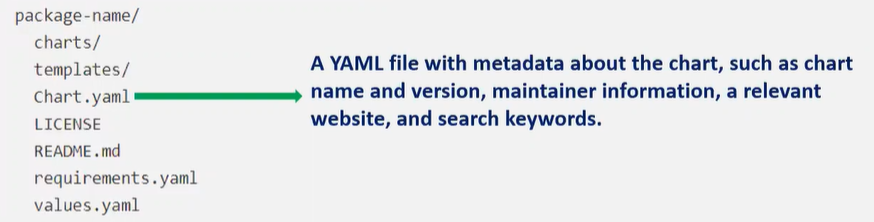 package-name/
charts/
templates/
Chart.yaml
LICENSE
README.md
requirements.yaml
values.yaml
A YAML file with metadata about the chart, such as chart
name and version, maintainer information, a relevant
website, and search keywords.